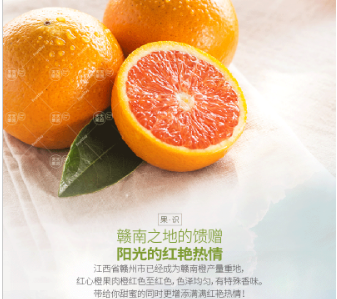 果·识
赣南之地的馈赠
阳光的红艳热情
江西省赣州市已经成为赣南橙产量重地,
红心橙果肉橙红色至红色,色泽均匀,有特殊香味。
带给你甜蜜的同时更增添满满红艳热情!